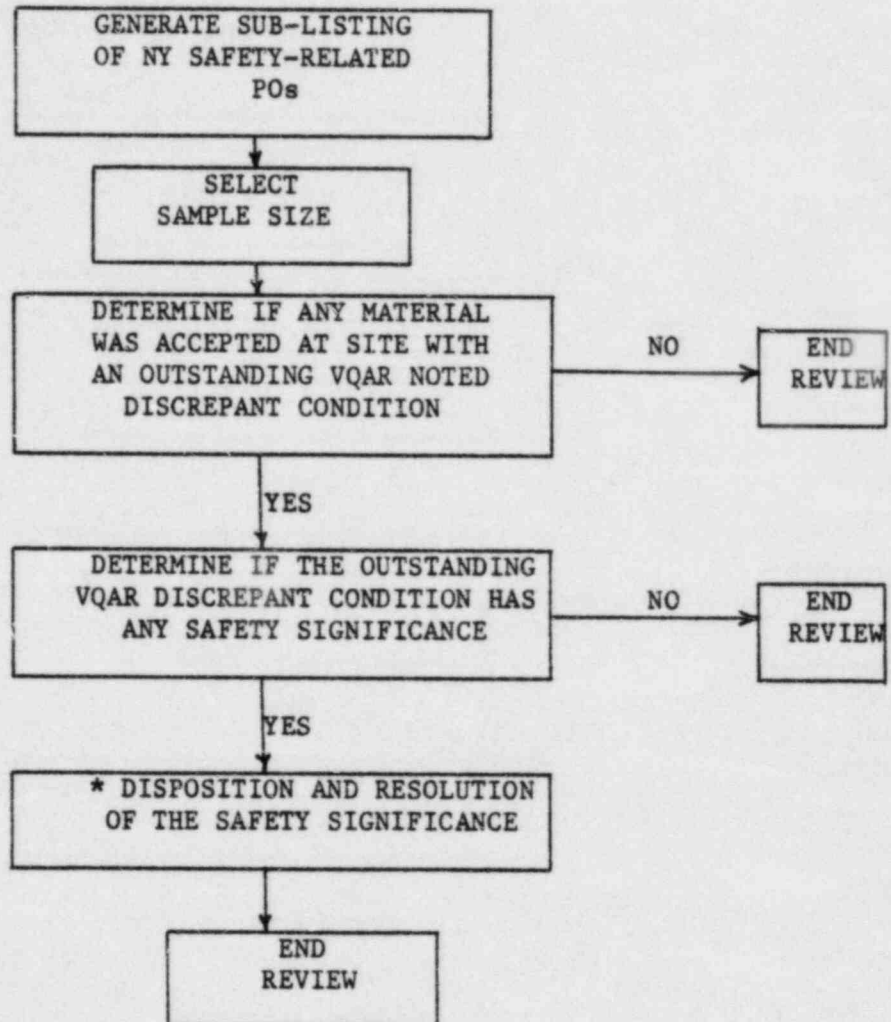 GENERATE SUB-LISTING
OF NY SAFETY-RELATED
POs
SELECT
SAMPLE SIZE
DETERMINE IF ANY MATERIAL
WAS ACCEPTED AT SITE WITH
AN OUTSTANDING VQAR NOTED
DISCREPANT CONDITION
NO
END
REVIEW
YES
DETERMINE IF THE OUTSTANDING
VQAR DISCREPANT CONDITION HAS
ANY SAFETY SIGNIFICANCE
NO
END
REVIEW
YES
* DISPOSITION AND RESOLUTION
OF THE SAFETY SIGNIFICANCE
END
REVIEW